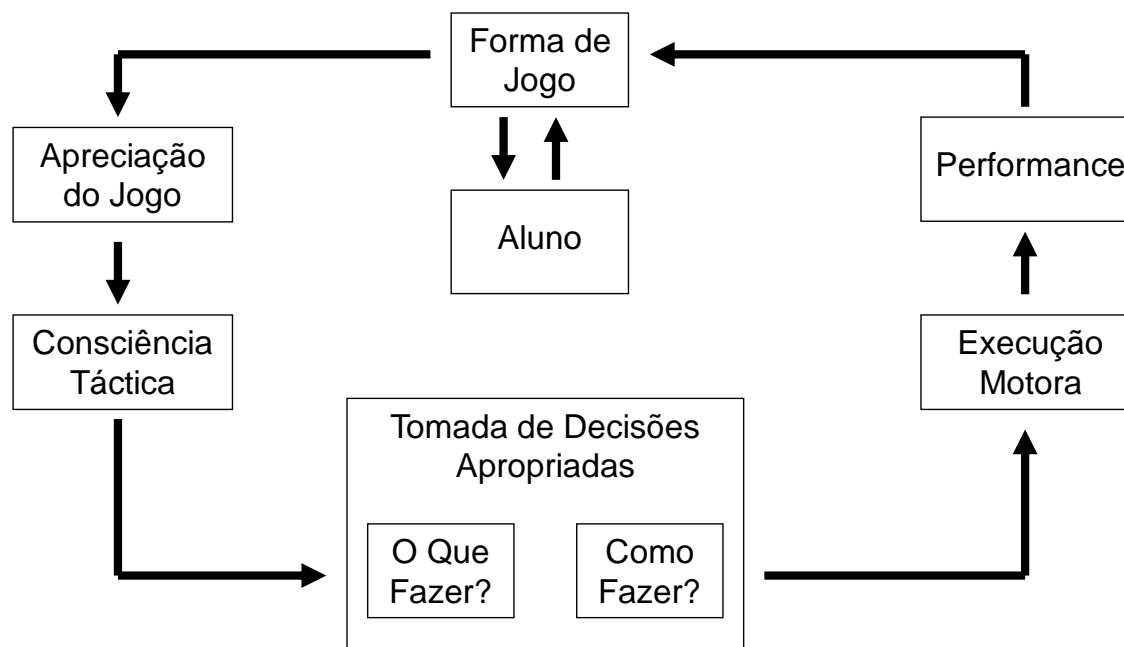 Forma de
Jogo
Apreciação
do Jogo
Performance
Aluno
Consciência
Táctica
Execução
Motora
Tomada de Decisões
Apropriadas
O Que
Fazer?
Como
Fazer?